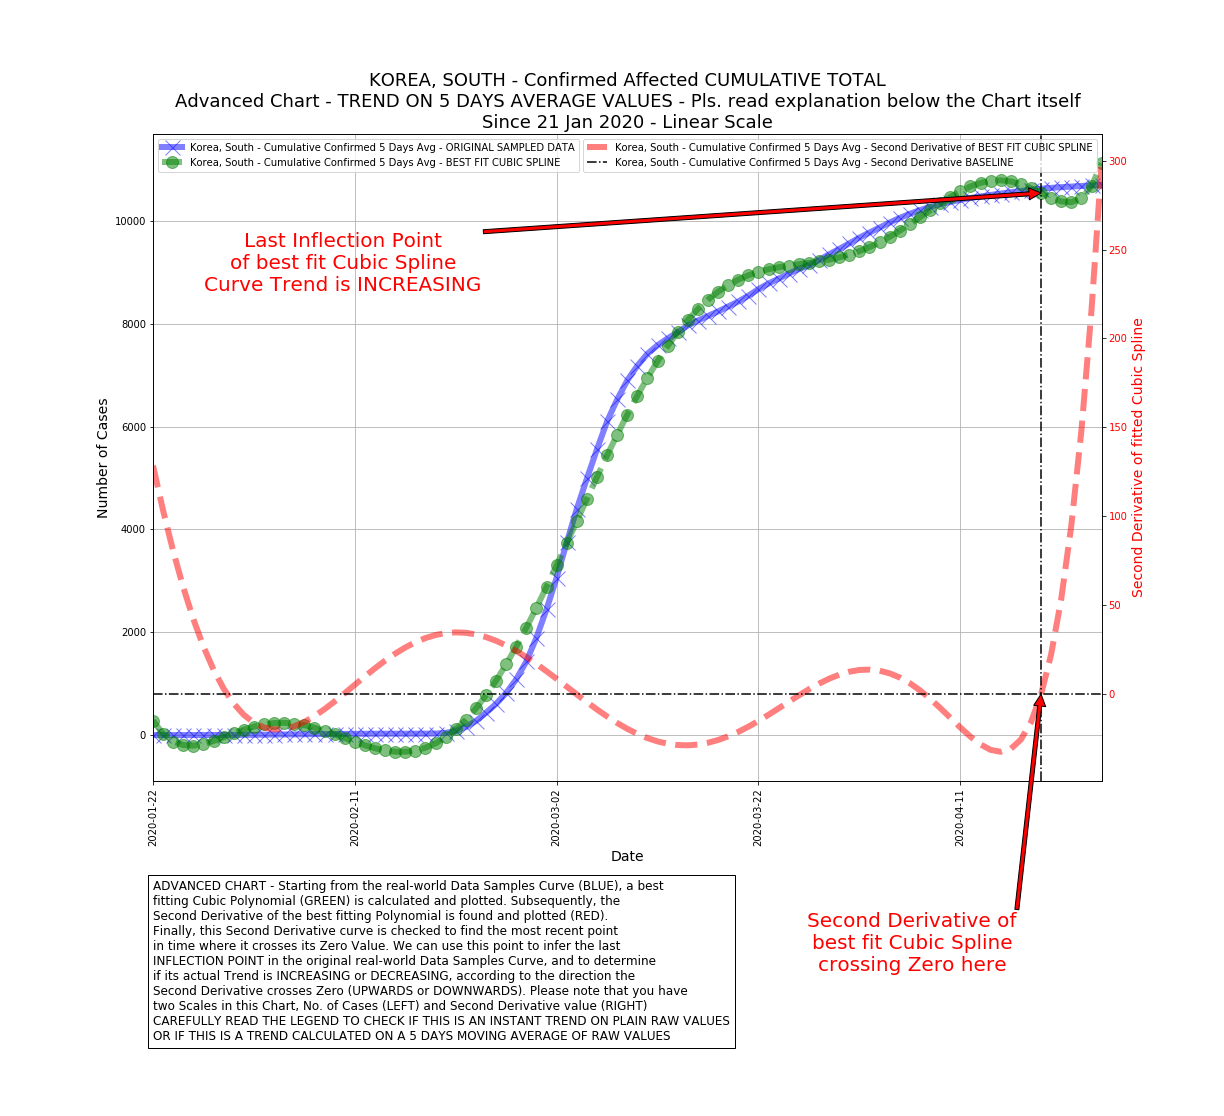 KOREA, SOUTH - Confirmed Affected CUMULATIVE TOTAL
Advanced Chart - TREND ON 5 DAYS AVERAGE VALUES - Pls. read explanation below the Chart itself
Since 21 Jan 2020 - Linear Scale
Korea, South - Cumulative Confirmed 5 Days Avg - ORIGINAL SAMPLED DATA
Korea, South - Cumulative Confirmed 5 Days Avg - BEST FIT CUBIC SPLINE
Korea, South - Cumulative Confirmed 5 Days Avg - Second Derivative of BEST FIT CUBIC SPLINE
Korea, South - Cumulative Confirmed 5 Days Avg - Second Derivative BASELINE
Last Inflection Point
of best fit Cubic Spline
Curve Trend is INCREASING
Number of Cases
10000
8000
6000
4000
2000
0
300
250
200
150
100
50
0
Second Derivative of fitted Cubic Spline
2020-01-22
2020-02-11
2020-03-02
2020-03-22
2020-04-11
Date
ADVANCED CHART - Starting from the real-world Data Samples Curve (BLUE), a best
fitting Cubic Polynomial (GREEN) is calculated and plotted. Subsequently, the
Second Derivative of the best fitting Polynomial is found and plotted (RED).
Finally, this Second Derivative curve is checked to find the most recent point
in time where it crosses its Zero Value. We can use this point to infer the last
INFLECTION POINT in the original real-world Data Samples Curve, and to determine
if its actual Trend is INCREASING or DECREASING, according to the direction the
Second Derivative crosses Zero (UPWARDS or DOWNWARDS). Please note that you have
two Scales in this Chart, No. of Cases (LEFT) and Second Derivative value (RIGHT)
CAREFULLY READ THE LEGEND TO CHECK IF THIS IS AN INSTANT TREND ON PLAIN RAW VALUES
OR IF THIS IS A TREND CALCULATED ON A 5 DAYS MOVING AVERAGE OF RAW VALUES
Second Derivative of
best fit Cubic Spline
crossing Zero here